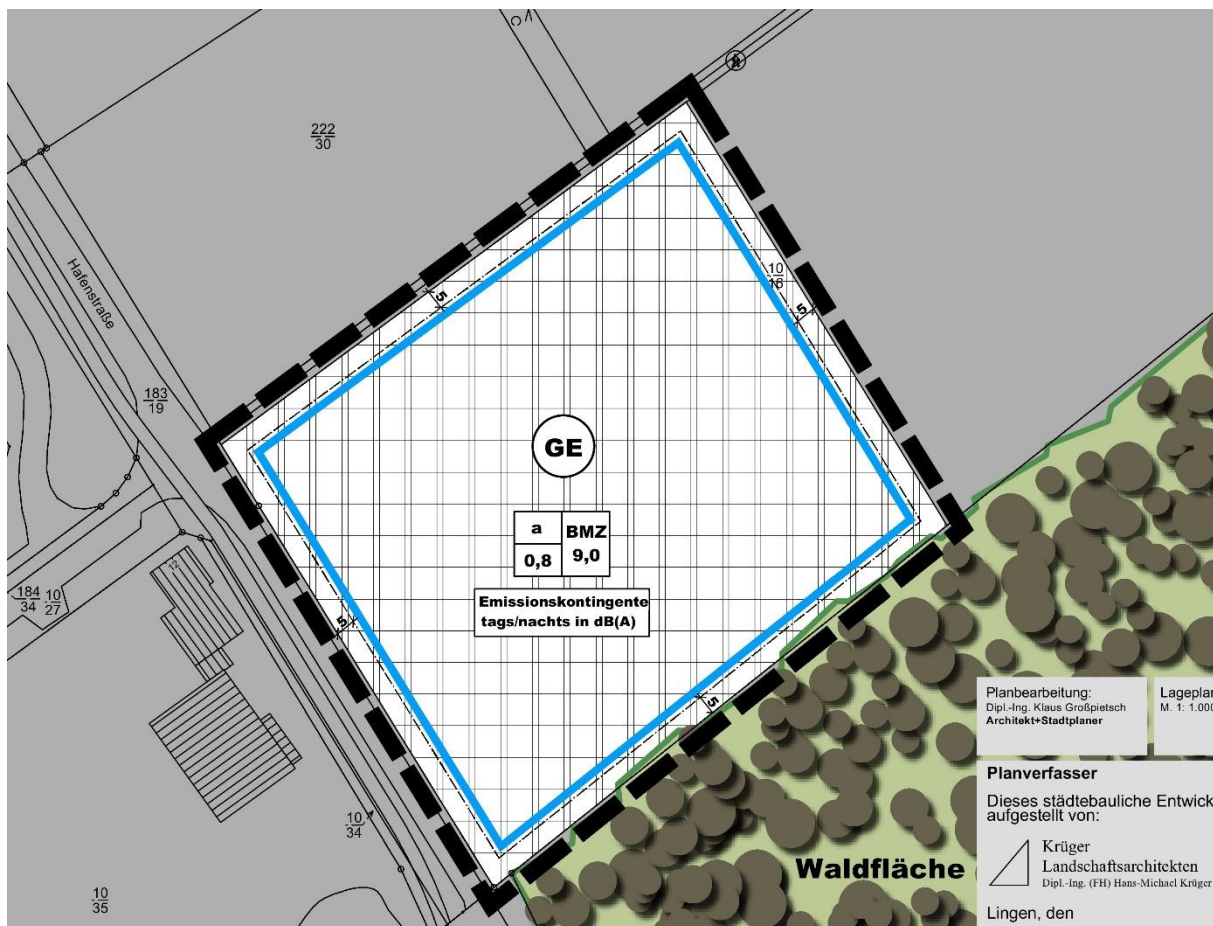 222
30
Hafenstraße
183
19
10
16
5
5
5
5
GE
a
0,8
BMZ
9,0
Emissionskontingente
tags/nachts in dB(A)
184
34
10
27
12
10
34
10
35
Waldfläche
Planbearbeitung:
Dipl.-Ing. Klaus Großpietsch
Architekt+Stadtplaner
Lageplan
M. 1: 1.000
Planverfasser
Dieses städtebauliche Entwick
aufgestellt von:
Krüger
Landschaftsarchitekten
Dipl.-Ing. (FH) Hans-Michael Krüger
Lingen, den